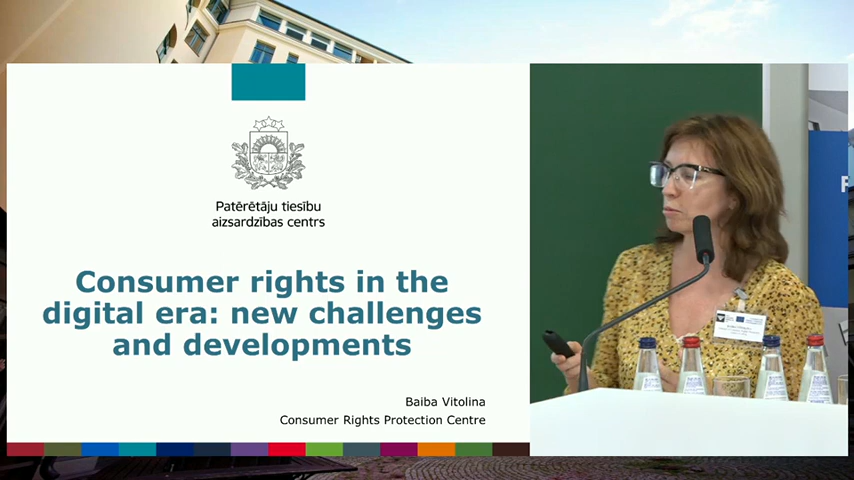 Patērētāju tiesību
aizsardzības centrs
Consumer rights in the
digital era: new challenges
and developments
Baiba Vitolina
Consumer Rights Protection Centre